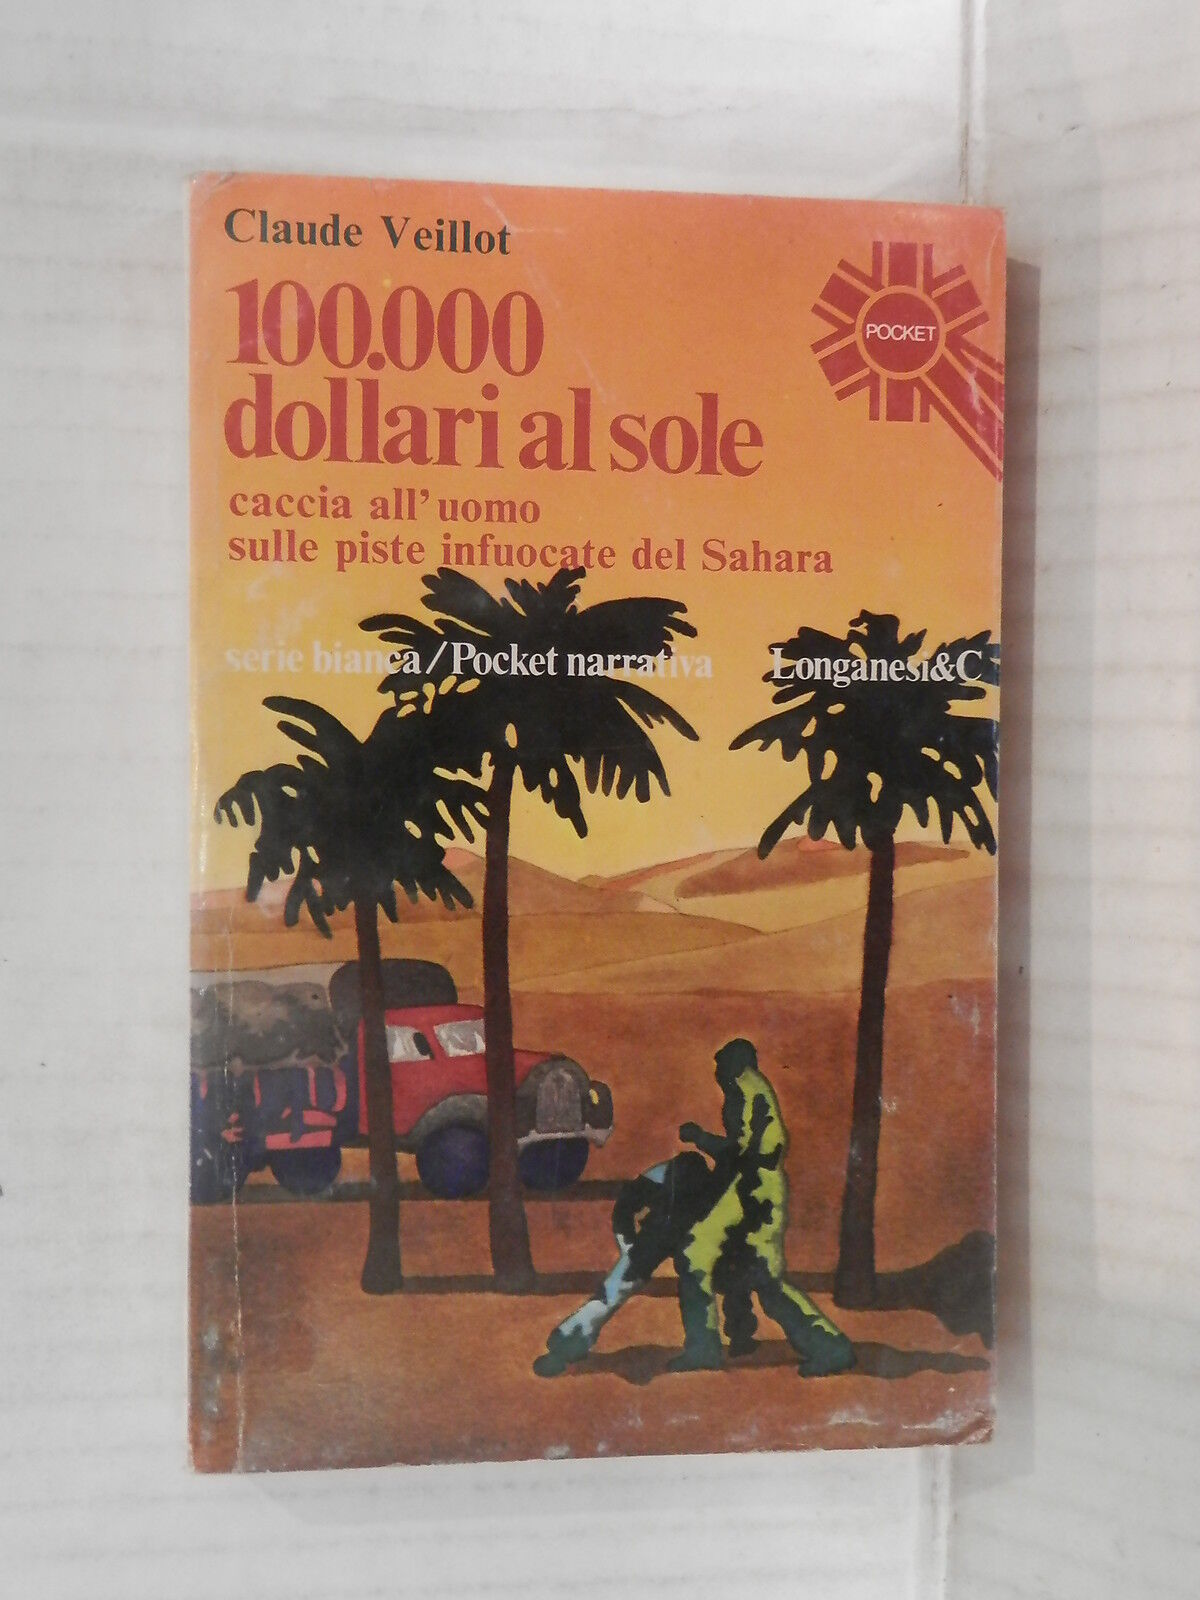 Claude Veillot
100.000
dollari al sole
caccia all'uomo
sulle piste infuocate del Sahara
POCKET
serie bianca/Pocket narrativa
Longanesi&C